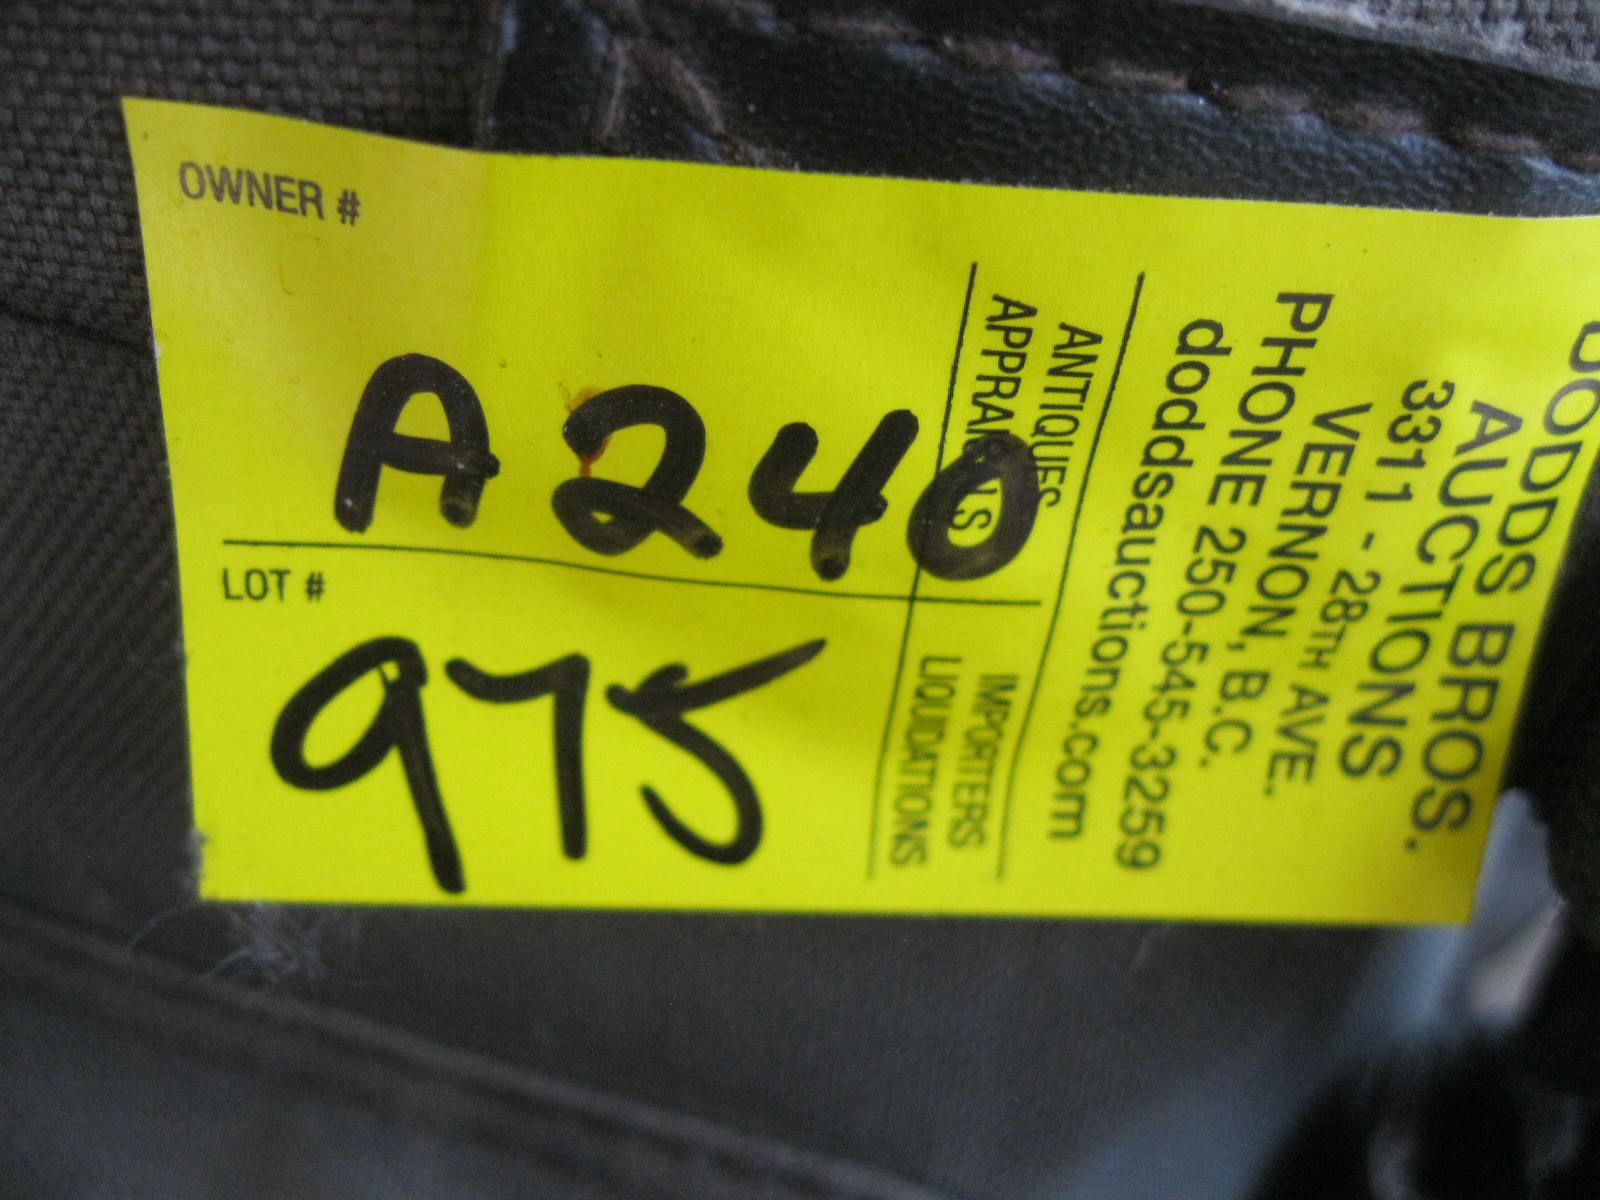 OWNER #
A240
LOT #
975
DODDS BROS.
AUCTIONS
3311 - 28TH AVE.
VERNON, B.C.
PHONE 250-545-3259
doddsauctions.com
ANTIQUES
APPRAISALS
IMPORTERS
LIQUIDATIONS